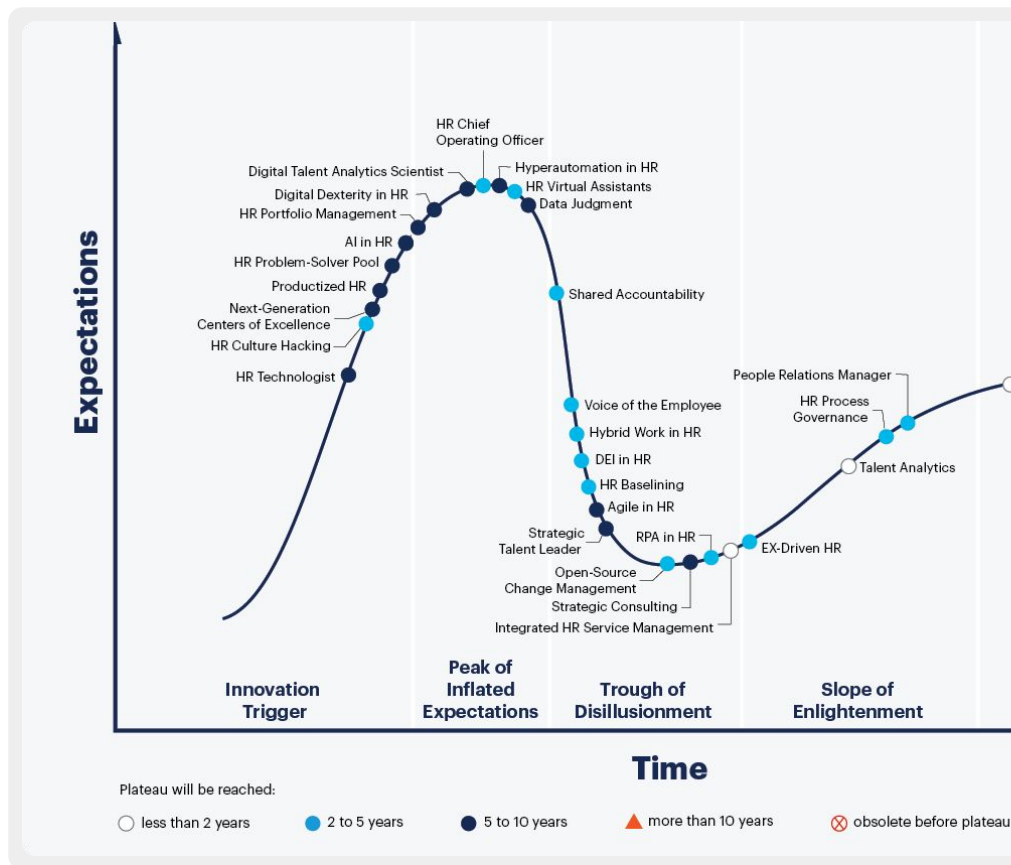 Expectations
HR Chief
Operating Officer
Digital Talent Analytics Scientist
Hyperautomation in HR
Digital Dexterity in HR
HR Virtual Assistants
HR Portfolio Management
Data Judgment
AI in HR
HR Problem-Solver Pool
Productized HR
Shared Accountability
Next-Generation
Centers of Excellence
HR Culture Hacking
HR Technologist
People Relations Manager
Voice of the Employee
HR Process
Governance
Hybrid Work in HR
DEI in HR
Talent Analytics
HR Baselining
Agile in HR
Strategic
Talent Leader
RPA in HR
EX-Driven HR
Open-Source
Change Management
Strategic Consulting
Integrated HR Service Management
Innovation
Trigger
Peak of
Inflated
Expectations
Trough of
Disillusionment
Slope of
Enlightenment
Time
Plateau will be reached:
less than 2 years
2 to 5 years
5 to 10 years
more than 10 years
obsolete before plateau